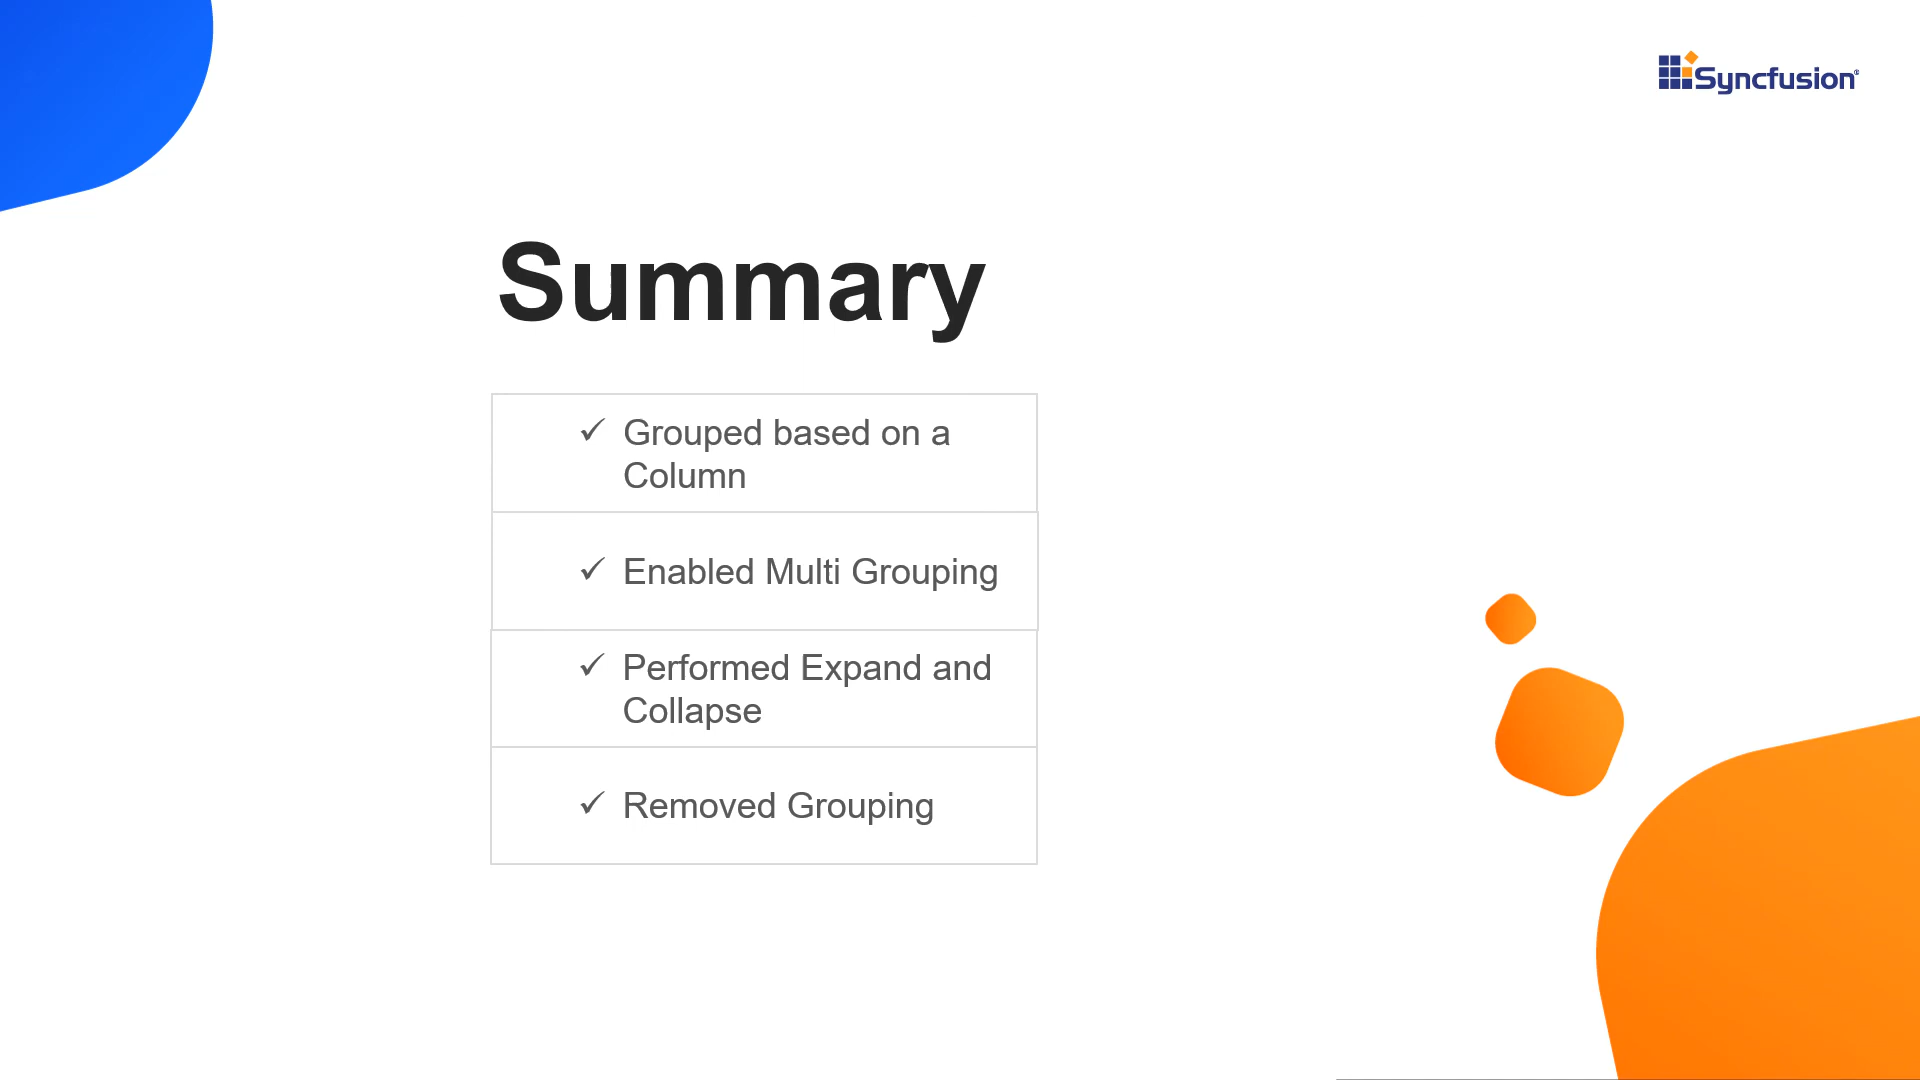 Syncfusion®
Summary
✓ Grouped based on a
Column
✓ Enabled Multi Grouping
✓ Performed Expand and
Collapse
✓ Removed Grouping